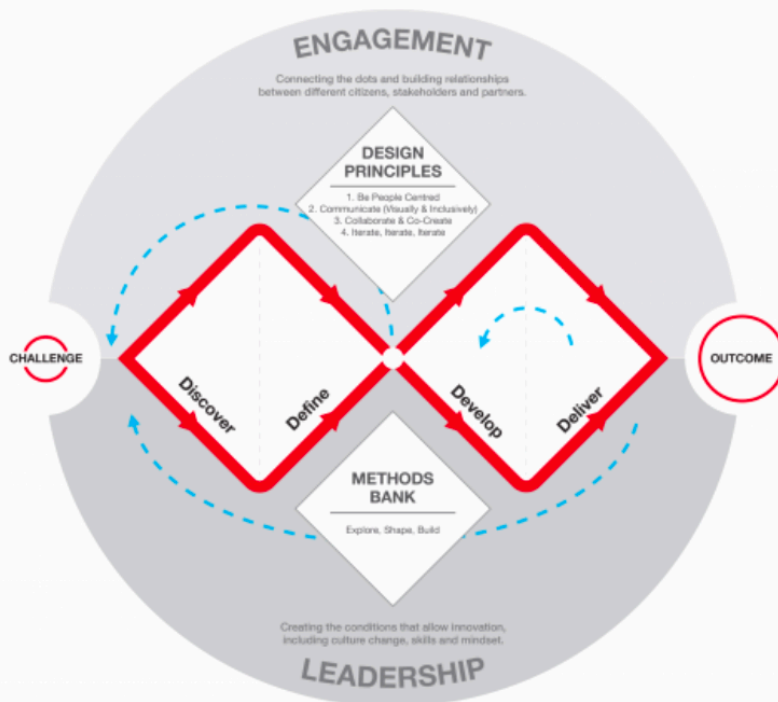 ENGAGEMENT
Connecting the dots and building relationships
between different citizens, stakeholders and partners.
DESIGN
PRINCIPLES
1. Be People Centred
2. Communicate (Visually & Inclusively)
3. Collaborate & Co-Create
4. Iterate, Iterate, Iterate
CHALLENGE
OUTCOME
Discover
Define
Develop
Deliver
METHODS
BANK
Explore, Shape, Build
Creating the conditions that allow innovation,
including culture change, skills and mindset.
LEADERSHIP